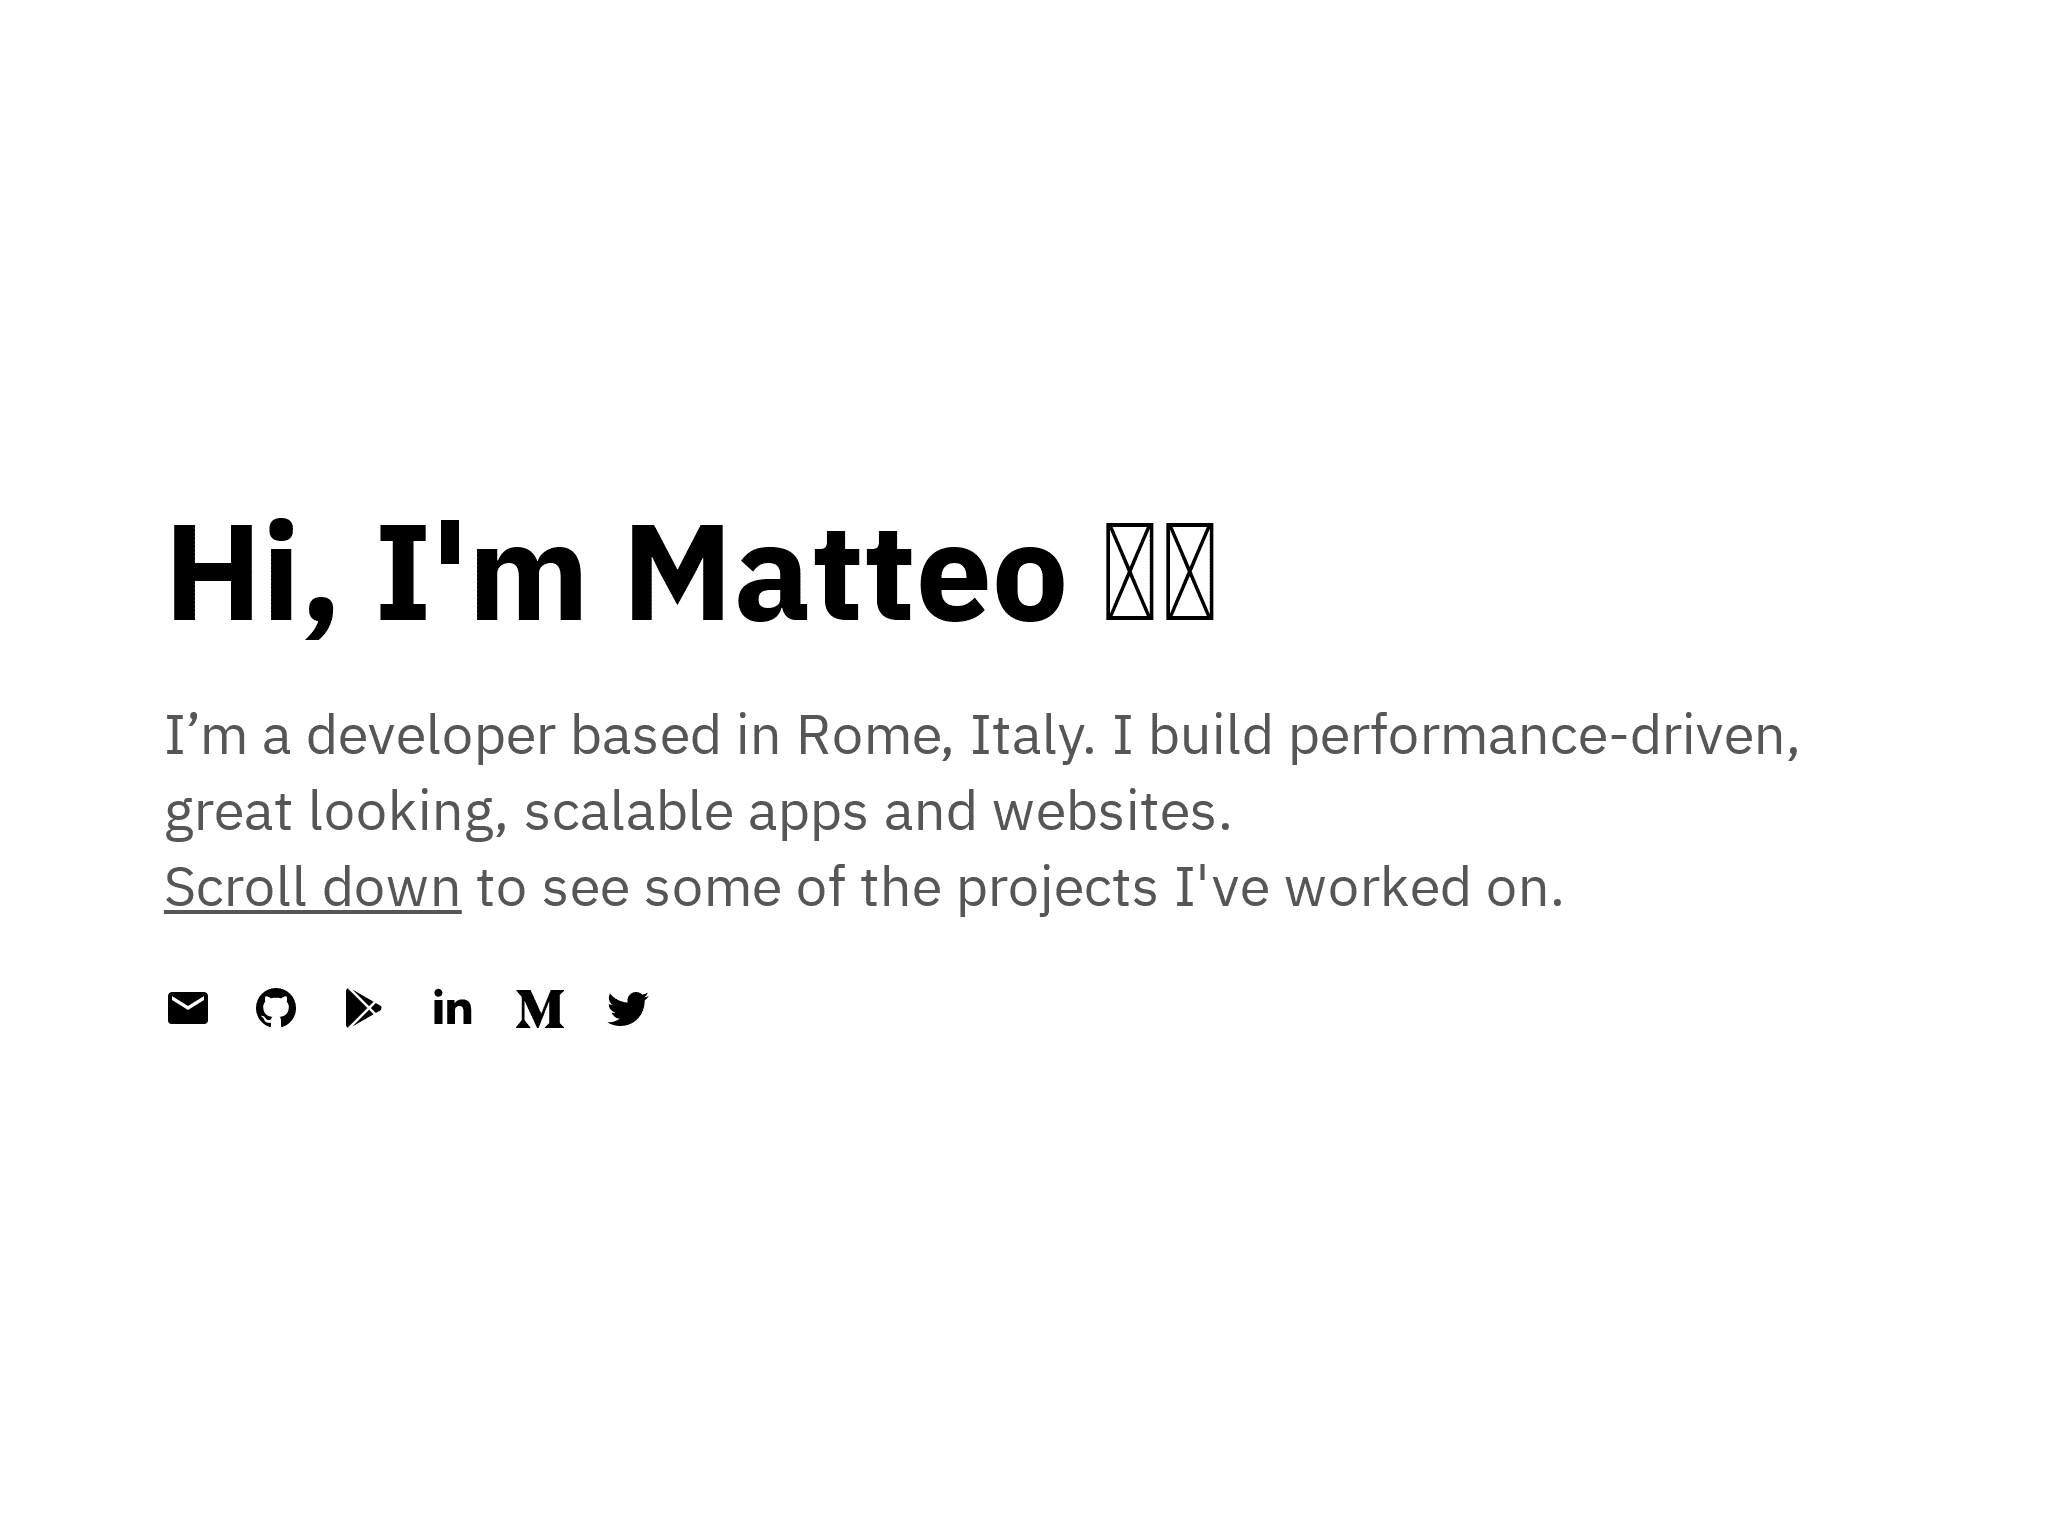 Hi, I'm Matteo
I’m a developer based in Rome, Italy. I build performance-driven,
great looking, scalable apps and websites.
Scroll down to see some of the projects I've worked on.